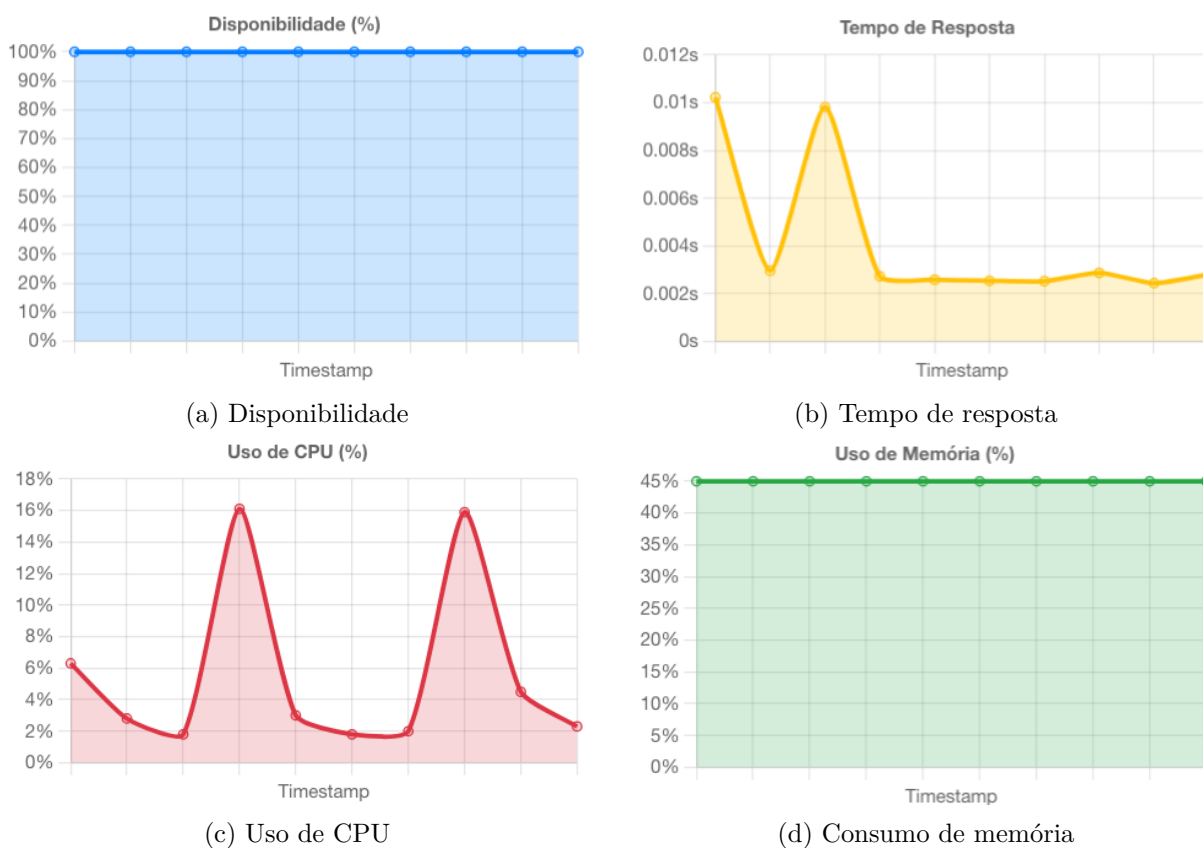 Disponibilidade (%)
100%
90%
80%
70%
60%
50%
40%
30%
20%
10%
0%
Timestamp
(a) Disponibilidade
Tempo de Resposta
0.012s
0.01s
0.008s
0.006s
0.004s
0.002s
0s
Timestamp
(b) Tempo de resposta
Uso de CPU (%)
18%
16%
14%
12%
10%
8%
6%
4%
2%
0%
Timestamp
(c) Uso de CPU
Uso de Memória (%)
45%
40%
35%
30%
25%
20%
15%
10%
5%
0%
Timestamp
(d) Consumo de memória